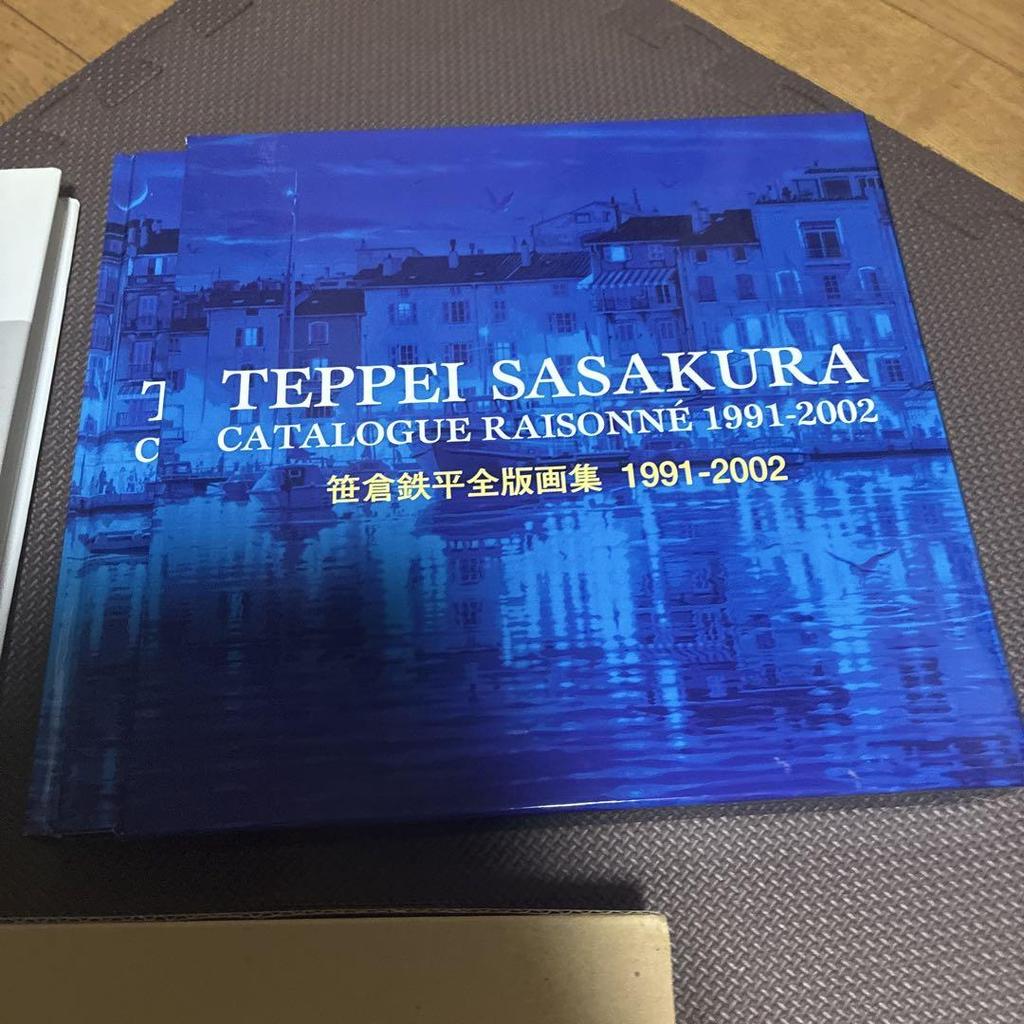 TEPPEI SASAKURA
CATALOGUE RAISONNÉ 1991-2002
笹倉鉄平全版画集 1991-2002
T
C